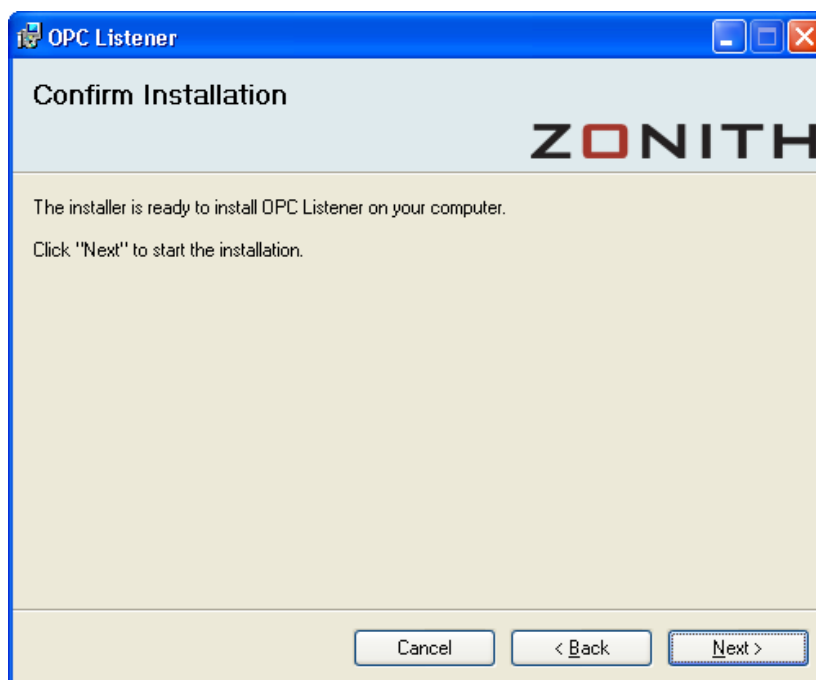 OPC Listener
Confirm Installation
ZONITH
The installer is ready to install OPC Listener on your computer.
Click "Next" to start the installation.
Cancel
< Back
Next >